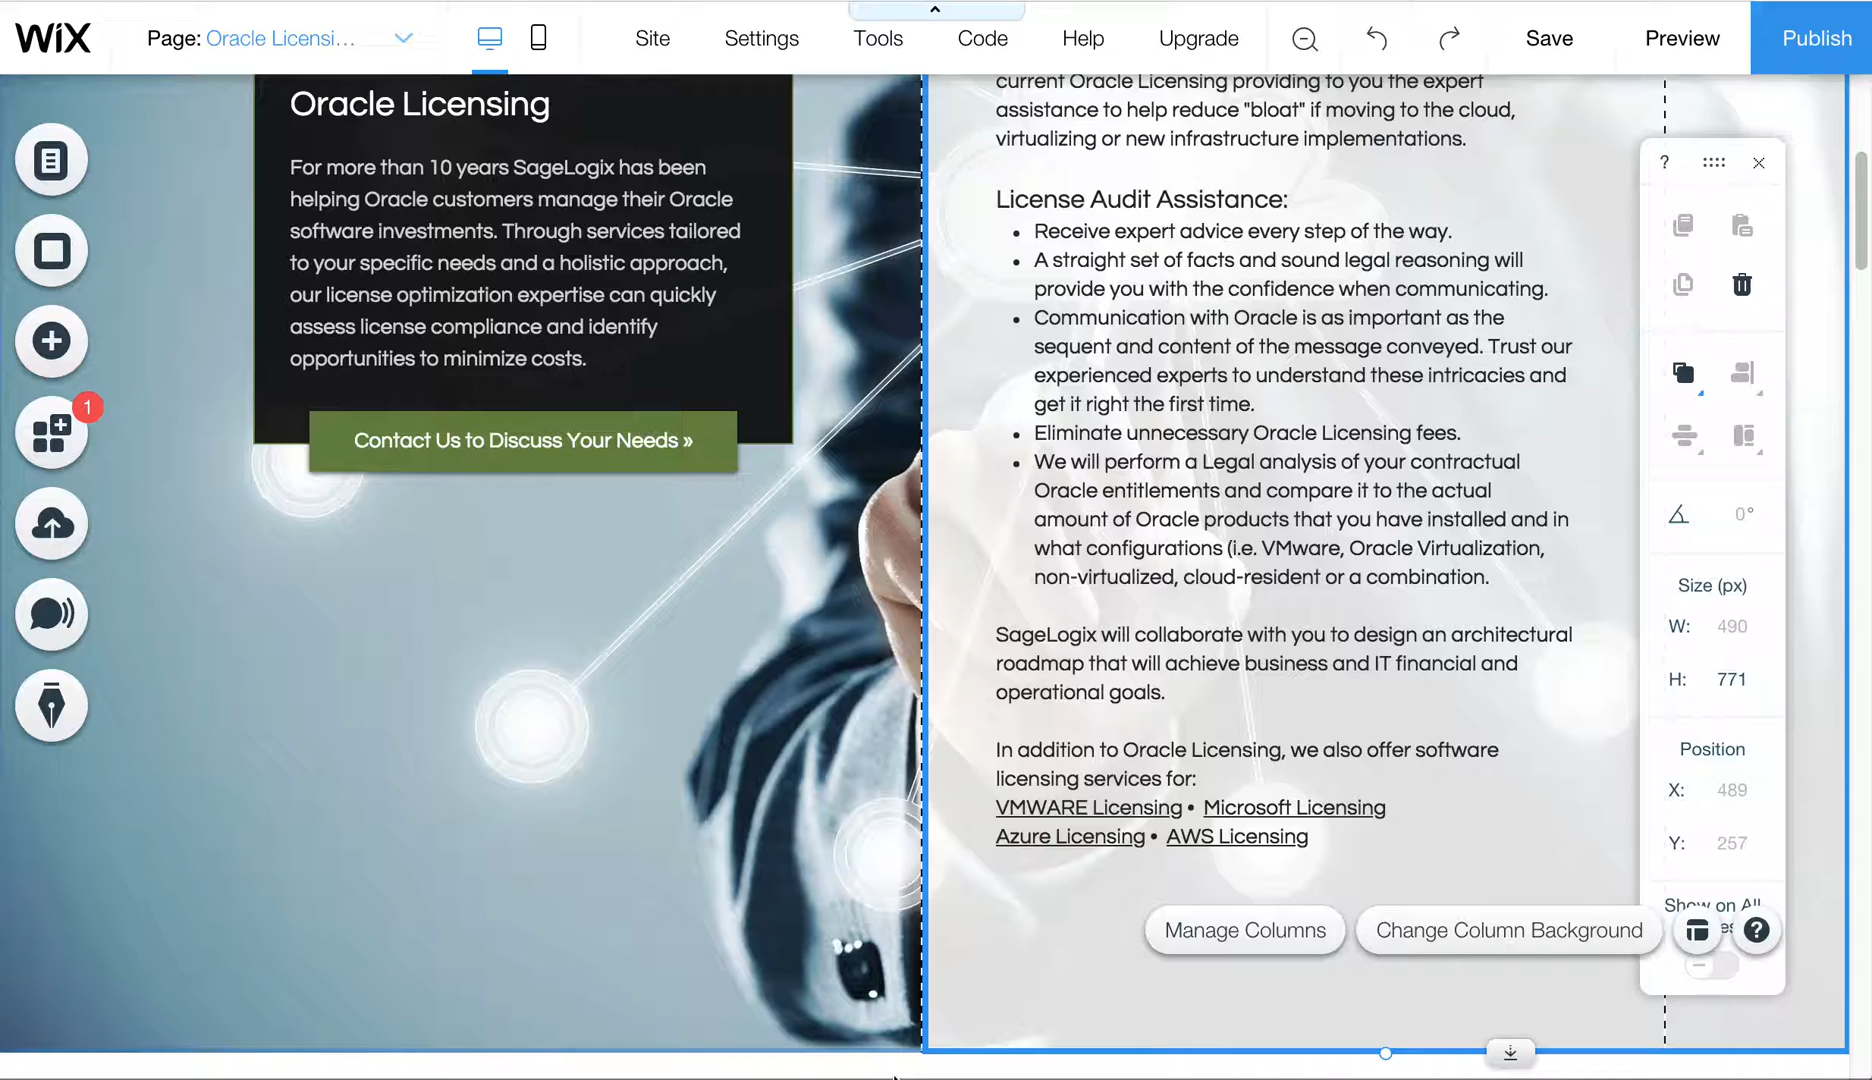 WIX
Page: Oracle Licensi...
Site
Settings
Tools
Code
Help
Upgrade
Save
Preview
Publish
Oracle Licensing
For more than 10 years SageLogix has been
helping Oracle customers manage their Oracle
software investments. Through services tailored
to your specific needs and a holistic approach,
our license optimization expertise can quickly
assess license compliance and identify
opportunities to minimize costs.
Contact Us to Discuss Your Needs »
1
current Oracle Licensing providing to you the expert
assistance to help reduce "bloat" if moving to the cloud,
virtualizing or new infrastructure implementations.
License Audit Assistance:
• Receive expert advice every step of the way.
• A straight set of facts and sound legal reasoning will
provide you with the confidence when communicating.
• Communication with Oracle is as important as the
sequent and content of the message conveyed. Trust our
experienced experts to understand these intricacies and
get it right the first time.
• Eliminate unnecessary Oracle Licensing fees.
• We will perform a Legal analysis of your contractual
Oracle entitlements and compare it to the actual
amount of Oracle products that you have installed and in
what configurations (i.e. VMware, Oracle Virtualization,
non-virtualized, cloud-resident or a combination.
SageLogix will collaborate with you to design an architectural
roadmap that will achieve business and IT financial and
operational goals.
In addition to Oracle Licensing, we also offer software
licensing services for:
VMWARE Licensing • Microsoft Licensing
Azure Licensing • AWS Licensing
Manage Columns
Change Column Background
?
?
0°
Size (px)
W: 490
H: 771
Position
X: 489
Y: 257
Show on All